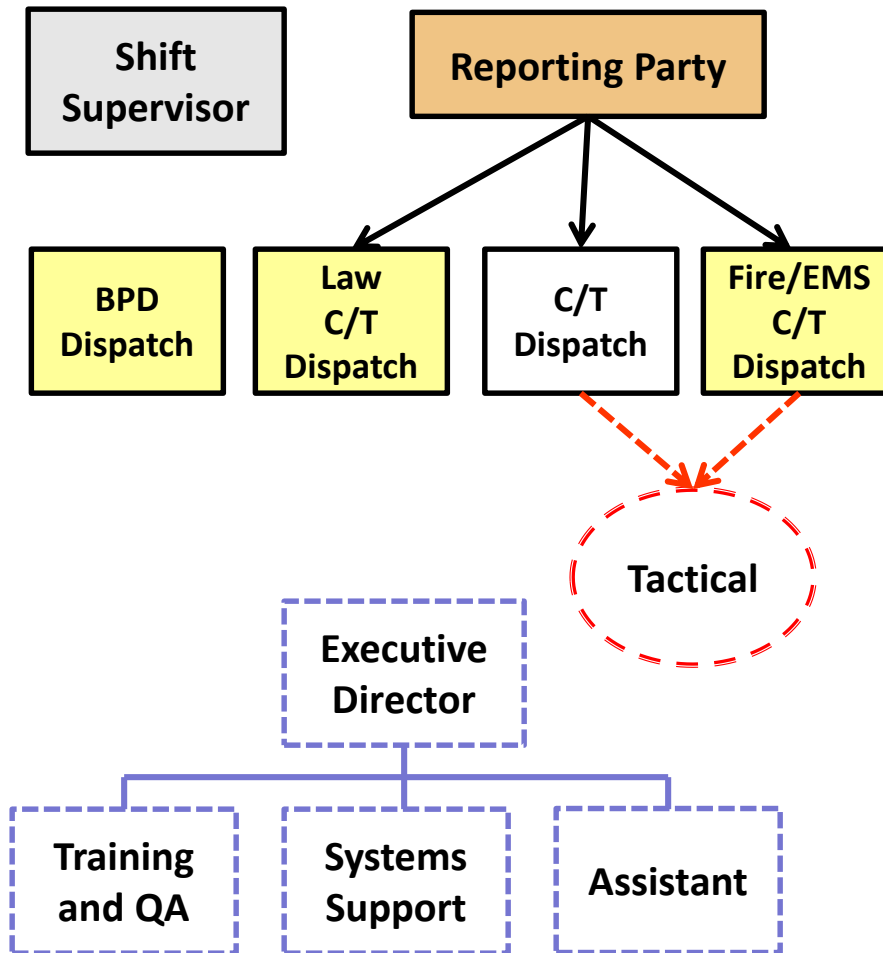 Shift
Supervisor
Reporting Party
BPD
Dispatch
Law
C/T
Dispatch
C/T
Dispatch
Fire/EMS
C/T
Dispatch
Tactical
Executive
Director
Training
and QA
Systems
Support
Assistant